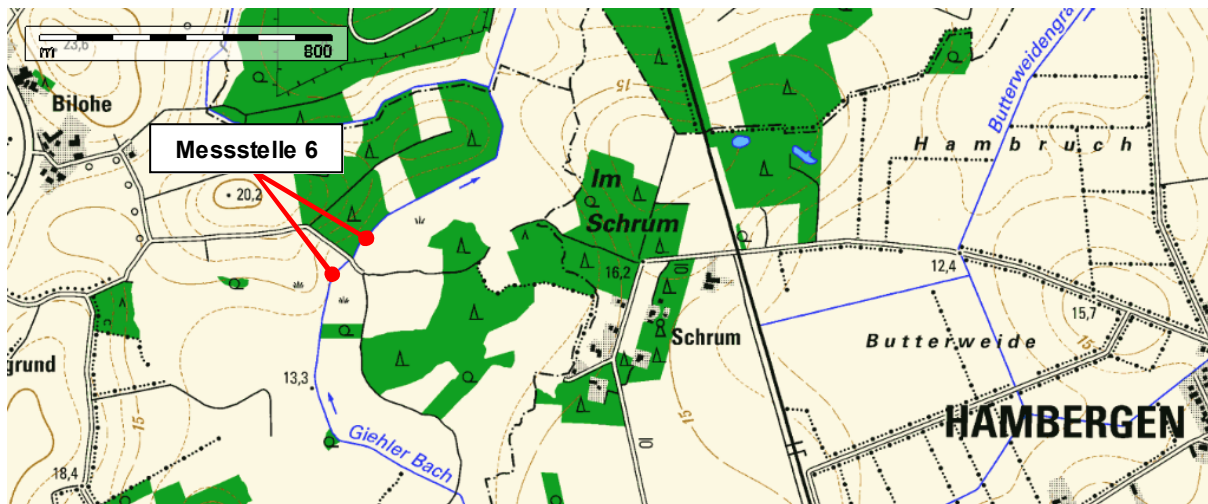 m
23,6
800
Bilohe
Messstelle 6
20,2
15
Butterweidengra
Hambruch
Im
Schrum
16,2
12,4
15,7
15
Schrum
Butterweide
grund
13,3
15
15
HAMBERGEN
Giehler Bach
18,4